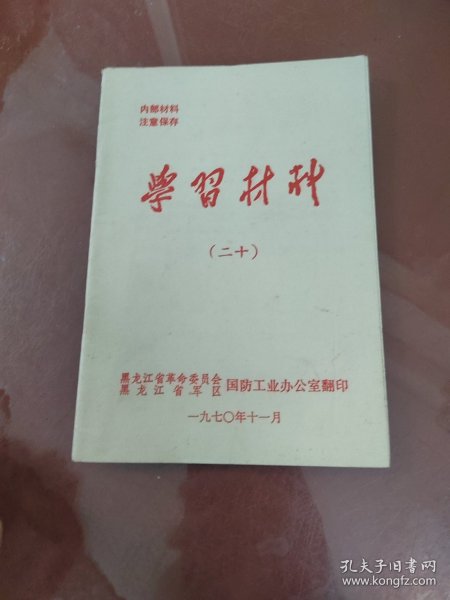 内部材料
注意保存
学習材料
（二十）
黑龙江省革命委员会
黑龙江省军区
国防工业办公室翻印
一九七〇年十一月
孔夫子旧书网
www.kongfz.com